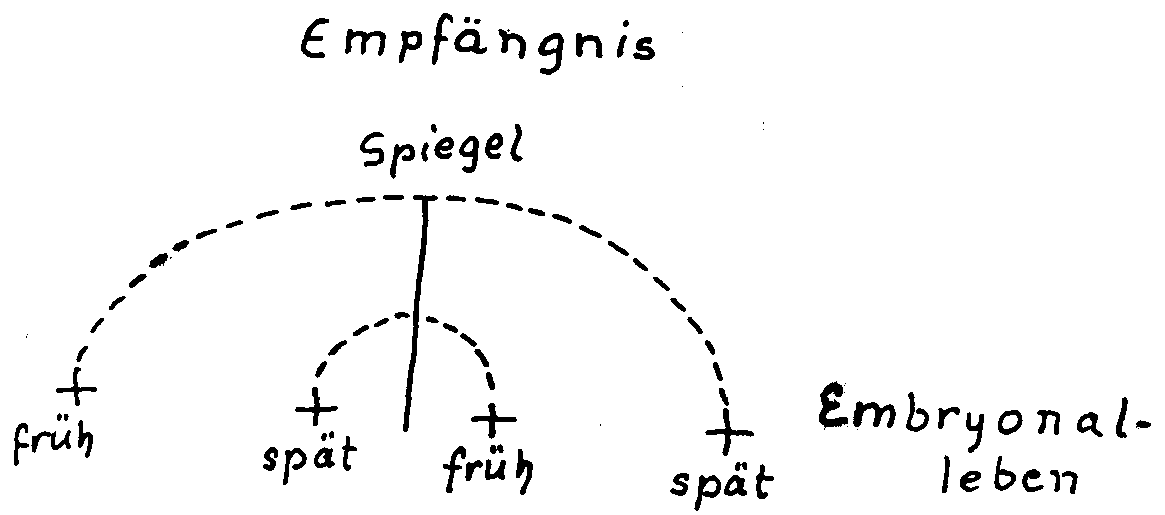 Empfängnis
Spiegel
früh
spät
früh
spät
Embryonal-
leben